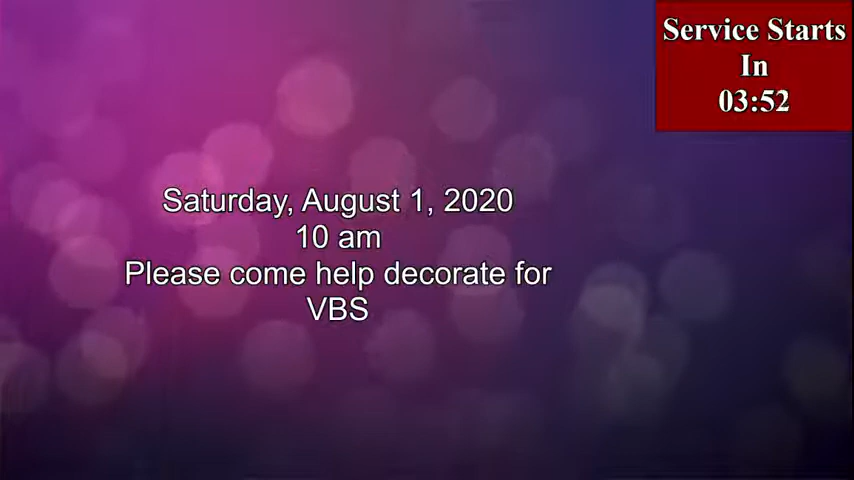 Service Starts
In
03:52
Saturday, August 1, 2020
10 am
Please come help decorate for
VBS